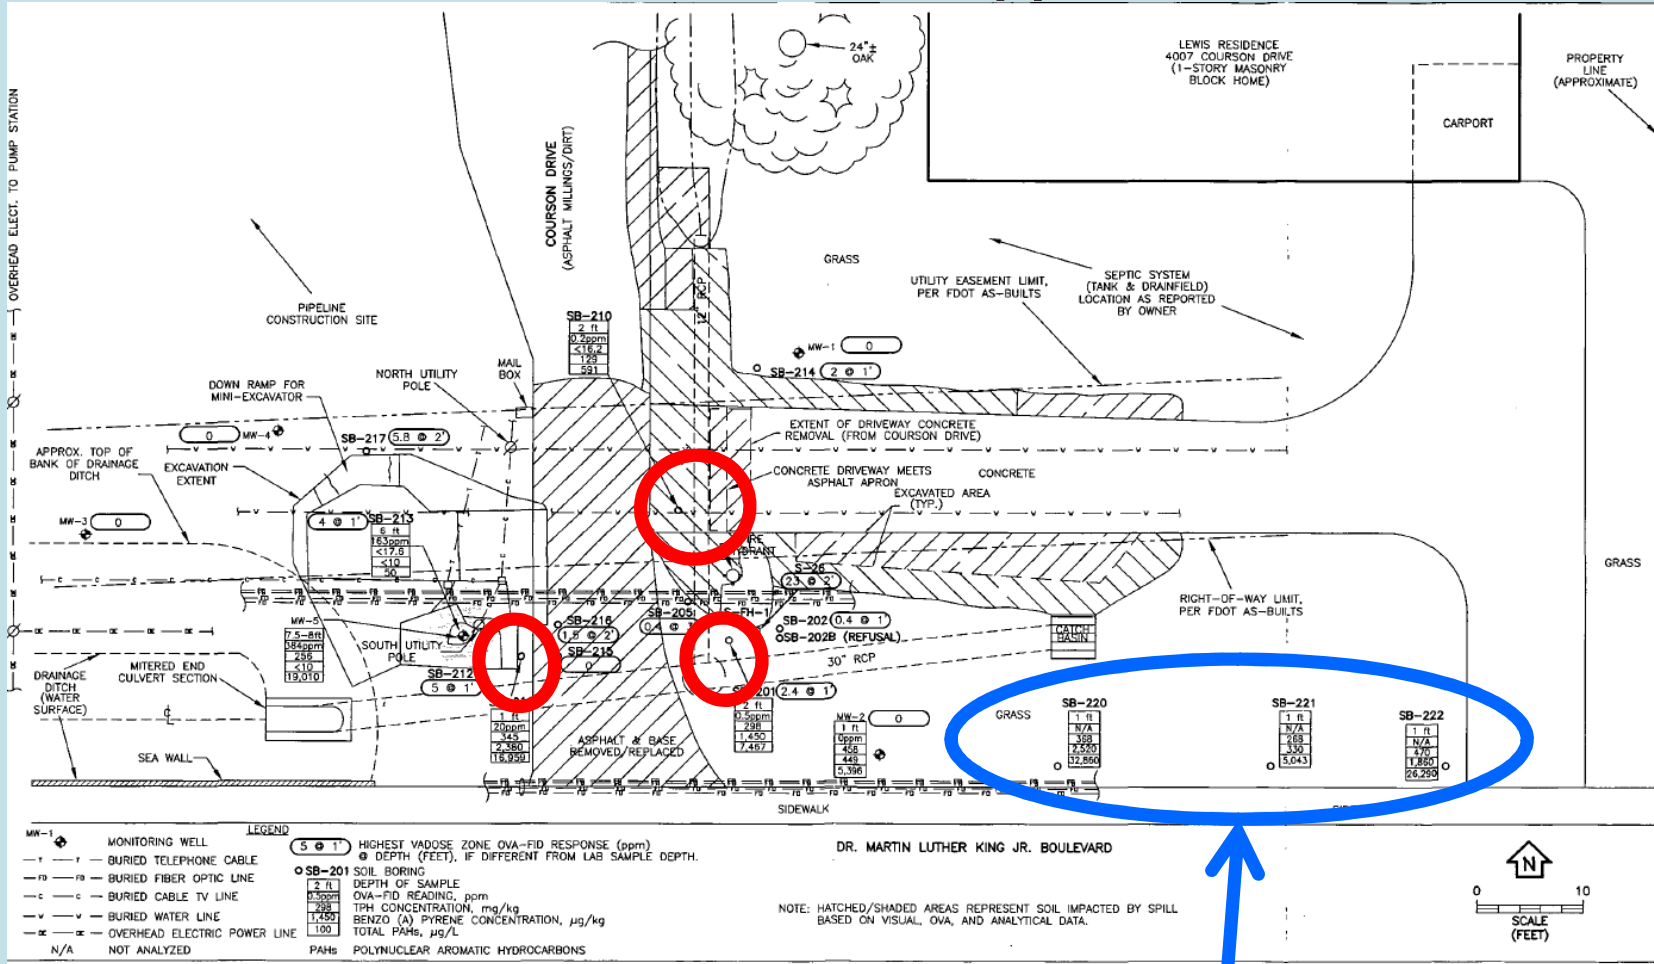 OVERHEAD ELECT. TO PUMP STATION
24"±
OAK
LEWIS RESIDENCE
4007 COURSON DRIVE
(1-STORY MASONRY
BLOCK HOME)
PROPERTY
LINE
(APPROXIMATE)
CARPORT
COURSON DRIVE
(ASPHALT MILLINGS/DIRT)
GRASS
PIPELINE
CONSTRUCTION SITE
UTILITY EASEMENT LIMIT,
PER FDOT AS-BUILTS
SEPTIC SYSTEM
(TANK & DRAINFIELD)
LOCATION AS REPORTED
BY OWNER
12" RCP
SB-210
2 ft
0.2ppm
<16.2
129
591
MW-1 0
SB-214 2 @ 1'
MAIL
BOX
NORTH UTILITY
POLE
DOWN RAMP FOR
MINI-EXCAVATOR
0 MW-4
SB-217 5.8 @ 2'
EXTENT OF DRIVEWAY CONCRETE
REMOVAL (FROM COURSON DRIVE)
APPROX. TOP OF
BANK OF DRAINAGE
DITCH
EXCAVATION
EXTENT
CONCRETE DRIVEWAY MEETS
ASPHALT APRON
CONCRETE
EXCAVATED AREA
(TYP.)
MW-3 0
4 @ 1'
SB-213
6 ft
163ppm
<17.6
<10
50
S-26
23 @ 2'
GRASS
RIGHT-OF-WAY LIMIT,
PER FDOT AS-BUILTS
MW-5
7.5-8ft
384ppm
256
<10
19,010
SB-216
1.5 @ 2'
SB-205
FH-1
SB-202 0.4 @ 1'
SB-202B (REFUSAL)
CATCH
BASIN
SOUTH UTILITY
POLE
SB-215
0
30" RCP
MITERED END
CULVERT SECTION
SB-212
5 @ 1'
DRAINAGE
DITCH
(WATER
SURFACE)
1 ft
20ppm
345
2,380
16,959
201 2.4 @ 1'
2 ft
0.5ppm
298
1,450
7,467
MW-2 0
1 ft
0ppm
458
449
5,396
GRASS
SB-220
1 ft
N/A
368
2,520
32,860
SB-221
1 ft
N/A
268
330
5,043
SB-222
1 ft
N/A
470
1,860
26,290
ASPHALT & BASE
REMOVED/REPLACED
SEA WALL
SIDEWALK
DR. MARTIN LUTHER KING JR. BOULEVARD
LEGEND
MW-1 MONITORING WELL
T T BURIED TELEPHONE CABLE
FO FO BURIED FIBER OPTIC LINE
C C BURIED CABLE TV LINE
V V BURIED WATER LINE
OE OE OVERHEAD ELECTRIC POWER LINE
N/A NOT ANALYZED
5 @ 1' HIGHEST VADOSE ZONE OVA-FID RESPONSE (ppm)
@ DEPTH (FEET), IF DIFFERENT FROM LAB SAMPLE DEPTH.
SB-201 SOIL BORING
2 ft DEPTH OF SAMPLE
0.5ppm OVA-FID READING, ppm
298 TPH CONCENTRATION, mg/kg
1,450 BENZO (A) PYRENE CONCENTRATION, µg/kg
100 TOTAL PAHs, µg/L
PAHs POLYNUCLEAR AROMATIC HYDROCARBONS
NOTE: HATCHED/SHADED AREAS REPRESENT SOIL IMPACTED BY SPILL
BASED ON VISUAL, OVA, AND ANALYTICAL DATA.
N
0 10
SCALE
(FEET)